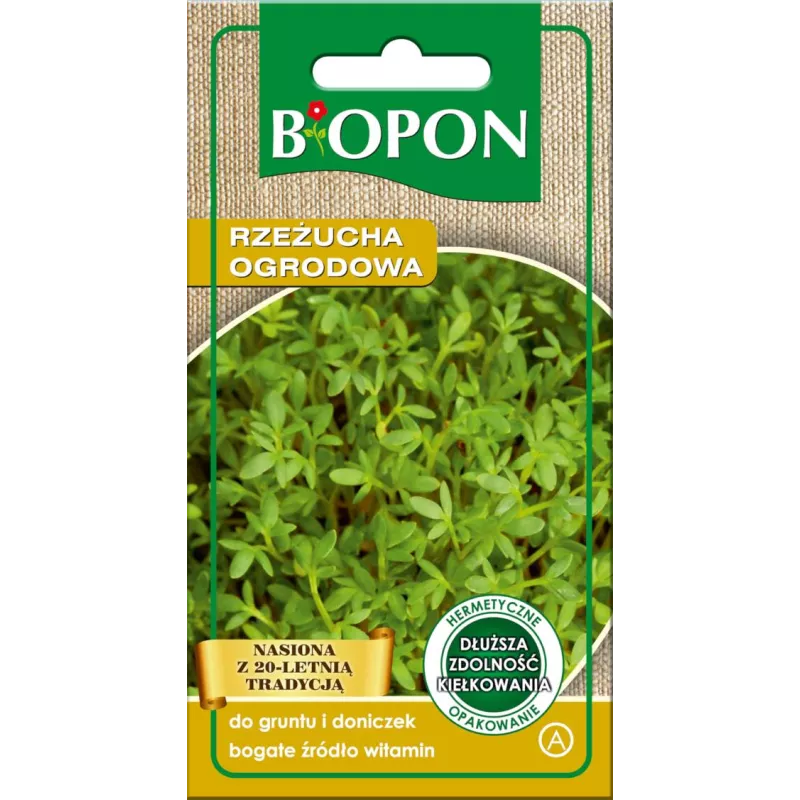 BIOPON
RZEŻUCHA
OGRODOWA
NASIONA
Z 20-LETNIĄ
TRADYCJĄ
HERMETYCZNE
DŁUŻSZA
ZDOLNOŚĆ
KIEŁKOWANIA
OPAKOWANIE
do gruntu i doniczek
bogate źródło witamin
A